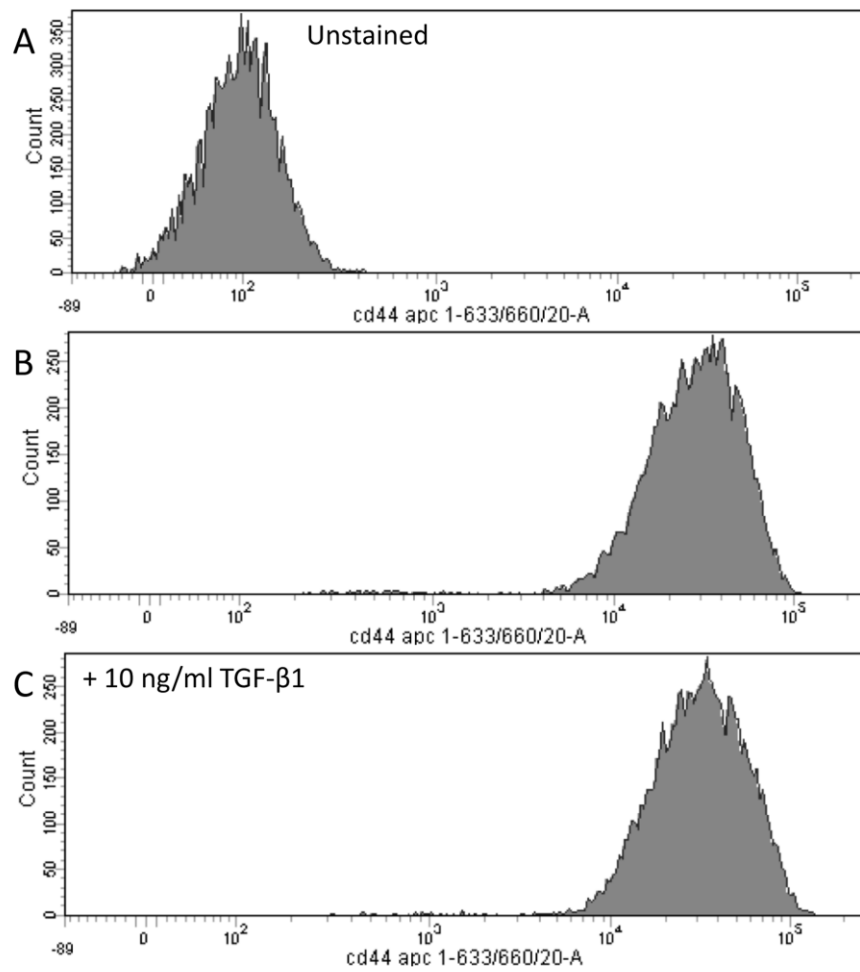 A
Unstained
Count
0 50 100 150 200 250 300 350
-89 0 10² 10³ 10⁴ 10⁵
cd44 apc 1-633/660/20-A
B
Count
0 50 100 150 200 250
-89 0 10² 10³ 10⁴ 10⁵
cd44 apc 1-633/660/20-A
C
+ 10 ng/ml TGF-β1
Count
0 50 100 150 200 250
-89 0 10² 10³ 10⁴ 10⁵
cd44 apc 1-633/660/20-A